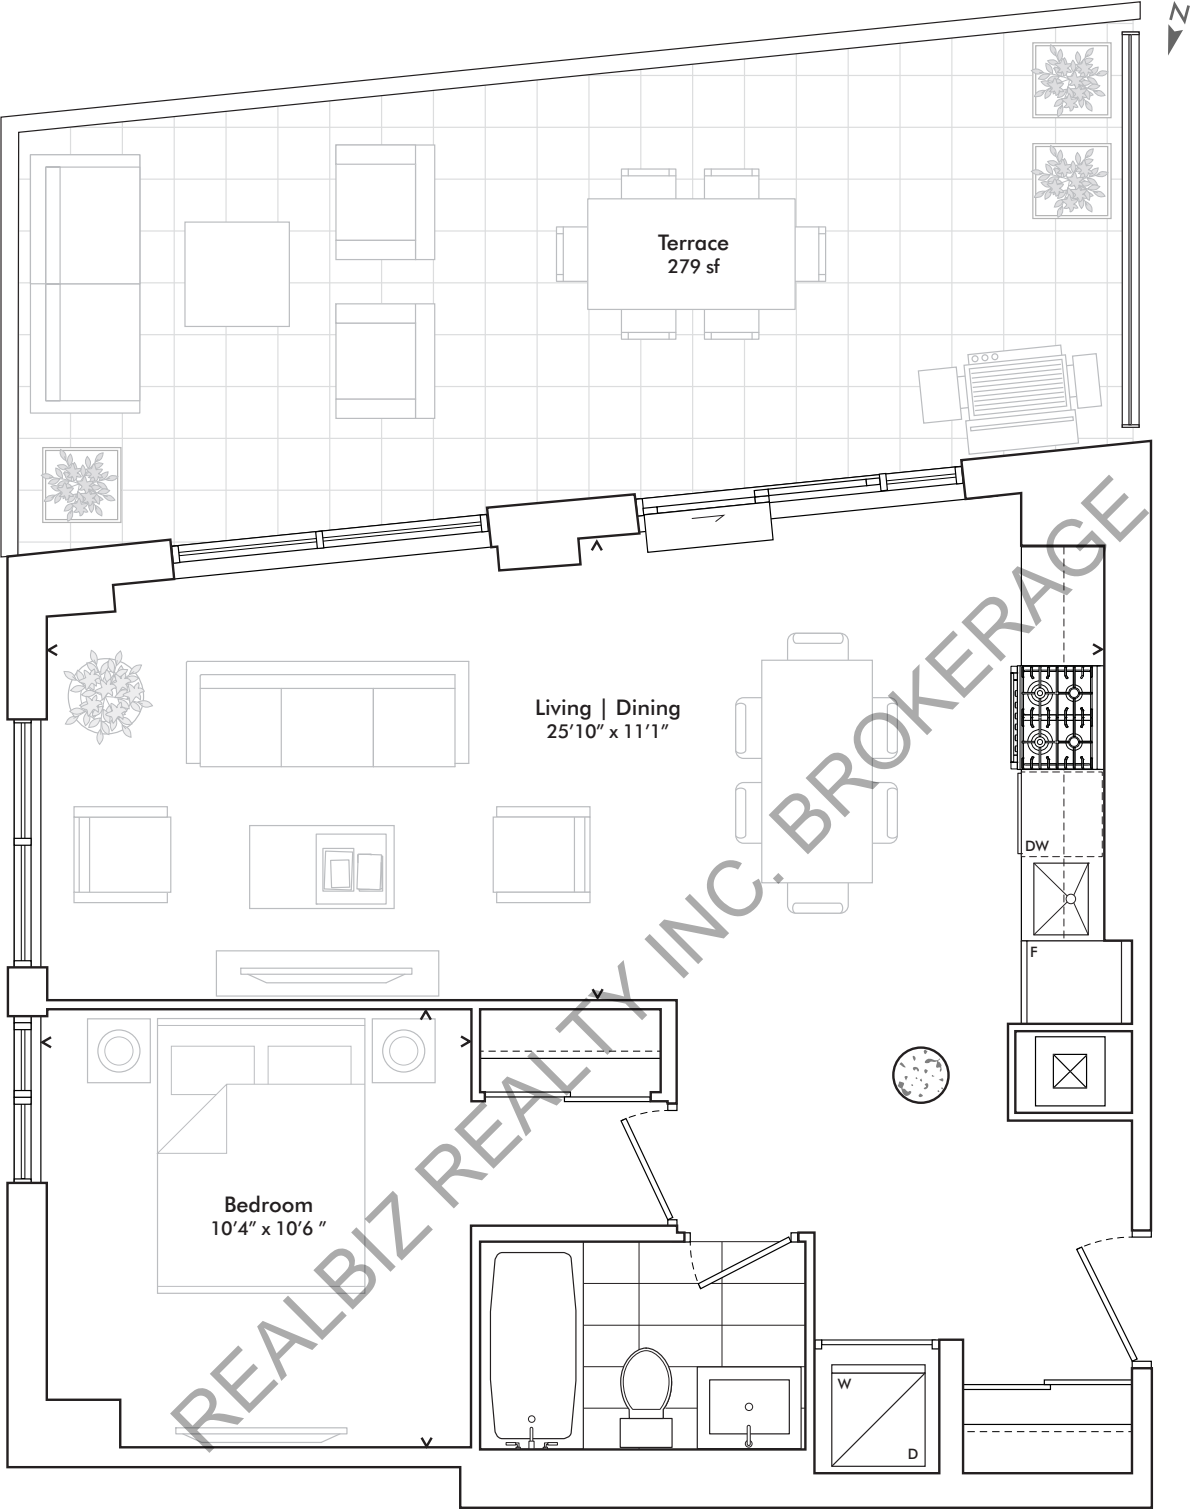 N
Terrace
279 sf
Living | Dining
25'10" x 11'1"
DW
F
Bedroom
10'4" x 10'6 "
W
D
REALBIZ REALTY INC. BROKERAGE